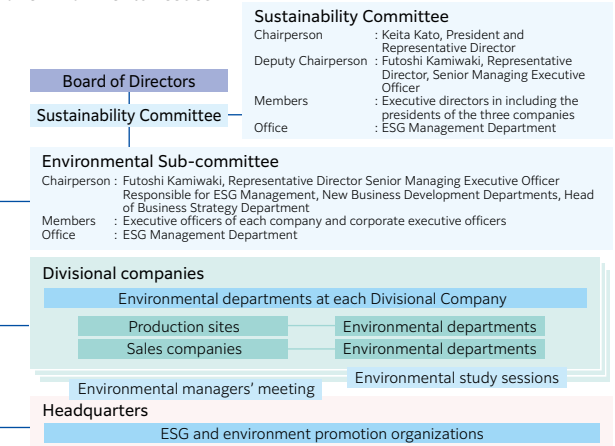 Sustainability Committee
Chairperson : Keita Kato, President and
Representative Director
Deputy Chairperson : Futoshi Kamiwaki, Representative
Director, Senior Managing Executive
Officer
Members : Executive directors in including the
presidents of the three companies
Office : ESG Management Department
Board of Directors
Sustainability Committee
Environmental Sub-committee
Chairperson : Futoshi Kamiwaki, Representative Director Senior Managing Executive Officer
Responsible for ESG Management, New Business Development Departments, Head
of Business Strategy Department
Members : Executive officers of each company and corporate executive officers
Office : ESG Management Department
Divisional companies
Environmental departments at each Divisional Company
Production sites Environmental departments
Sales companies Environmental departments
Environmental study sessions
Environmental managers’ meeting
Headquarters
ESG and environment promotion organizations